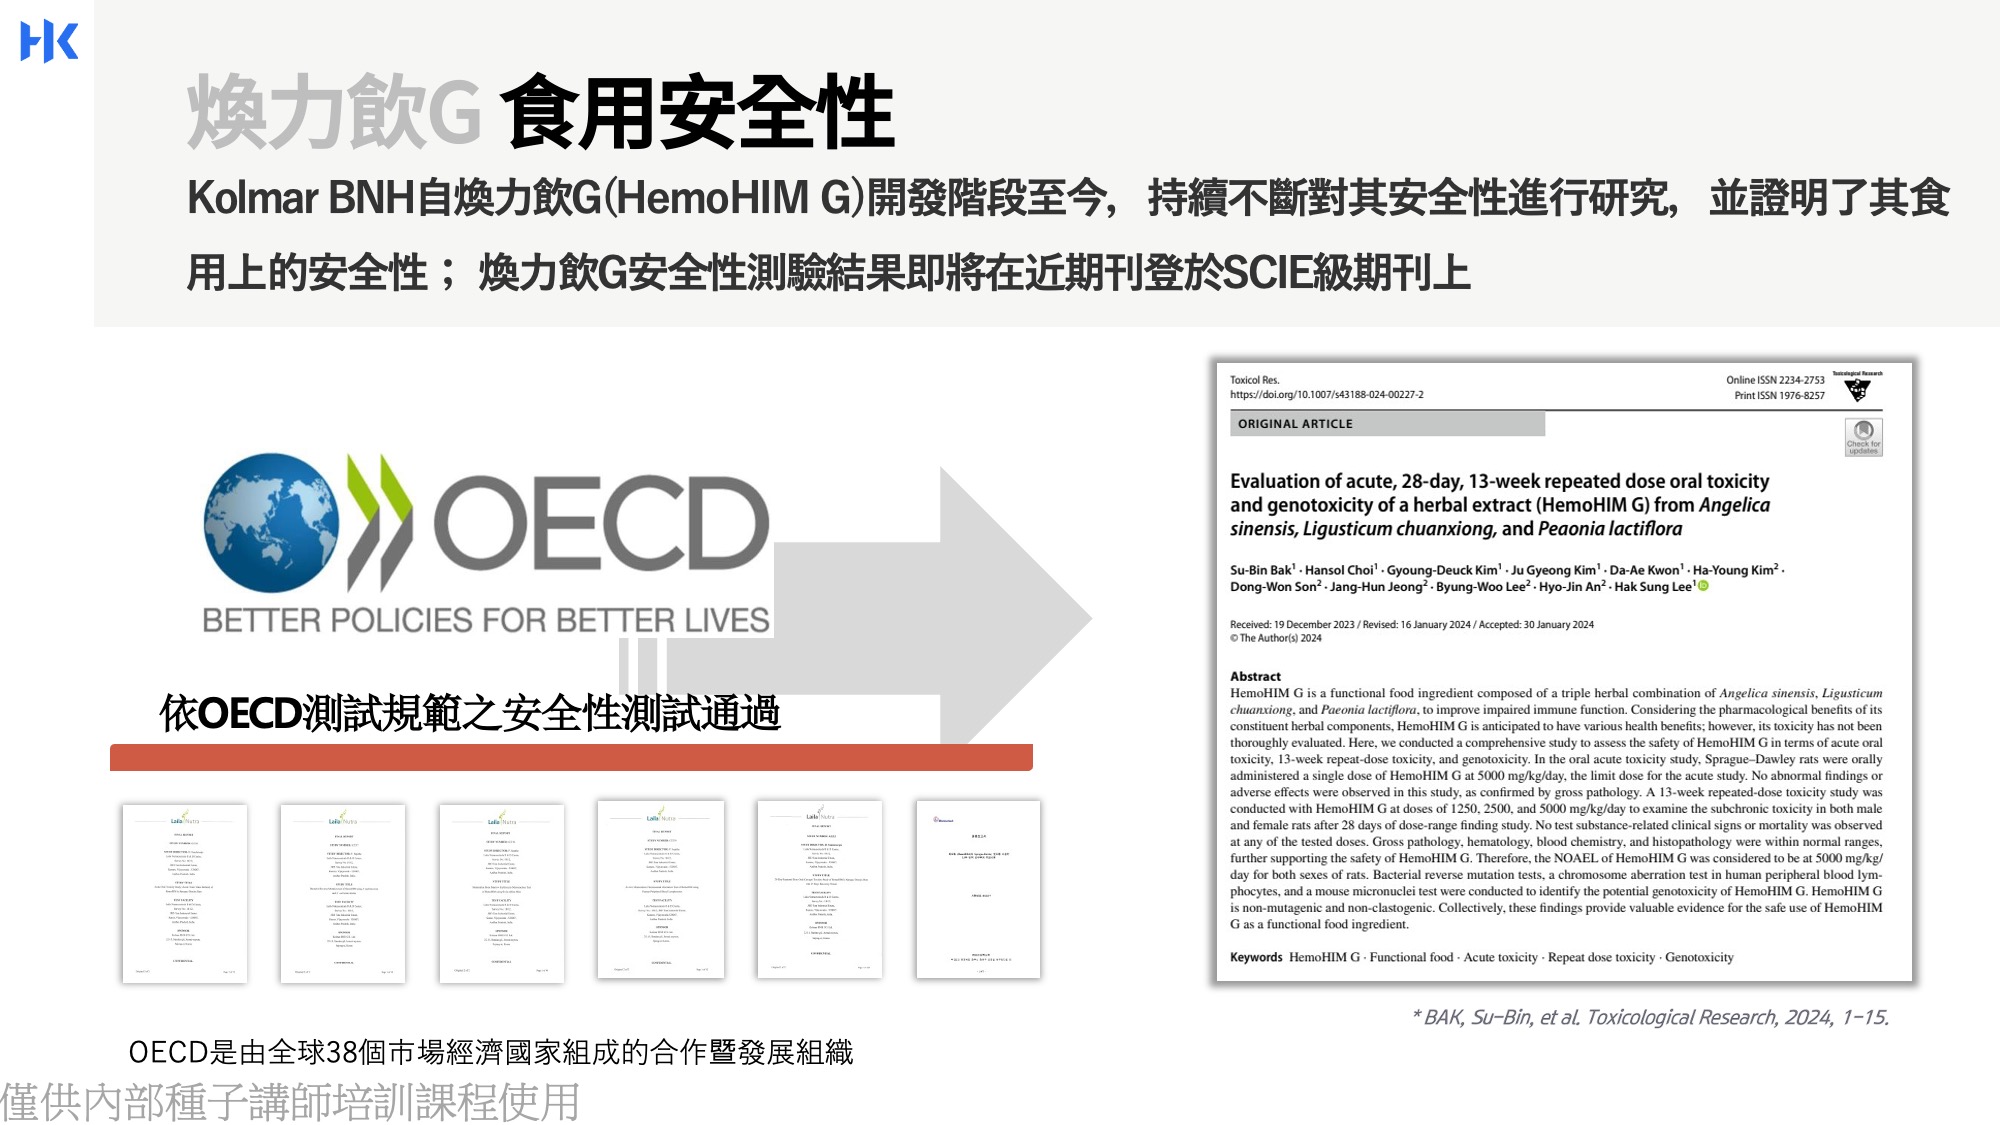 HK
煥力飲G 食用安全性
Kolmar BNH自煥力飲G(HemoHIM G)開發階段至今，持續不斷對其安全性進行研究，並證明了其食
用上的安全性；煥力飲G安全性測驗結果即將在近期刊登於SCIE級期刊上
OECD
BETTER POLICIES FOR BETTER LIVES
依OECD測試規範之安全性測試通過
Laila Nutra
Laila Nutra
Laila Nutra
Laila Nutra
Laila Nutra
OECD是由全球38個市場經濟國家組成的合作暨發展組織
僅供內部種子講師培訓課程使用
Toxicol Res.
https://doi.org/10.1007/s43188-024-00227-2
Online ISSN 2234-2753
Print ISSN 1976-8257
Toxicological Research
ORIGINAL ARTICLE
Check for
updates
Evaluation of acute, 28-day, 13-week repeated dose oral toxicity
and genotoxicity of a herbal extract (HemoHIM G) from Angelica
sinensis, Ligusticum chuanxiong, and Peaonia lactiflora
Su-Bin Bak1 · Hansol Choi1 · Gyoung-Deuck Kim1 · Ju Gyeong Kim1 · Da-Ae Kwon1 · Ha-Young Kim2 ·
Dong-Won Son2 · Jang-Hun Jeong2 · Byung-Woo Lee2 · Hyo-Jin An2 · Hak Sung Lee1
Received: 19 December 2023 / Revised: 16 January 2024 / Accepted: 30 January 2024
© The Author(s) 2024
Abstract
HemoHIM G is a functional food ingredient composed of a triple herbal combination of Angelica sinensis, Ligusticum
chuanxiong, and Paeonia lactiflora, to improve impaired immune function. Considering the pharmacological benefits of its
constituent herbal components, HemoHIM G is anticipated to have various health benefits; however, its toxicity has not been
thoroughly evaluated. Here, we conducted a comprehensive study to assess the safety of HemoHIM G in terms of acute oral
toxicity, 13-week repeat-dose toxicity, and genotoxicity. In the oral acute toxicity study, Sprague–Dawley rats were orally
administered a single dose of HemoHIM G at 5000 mg/kg/day, the limit dose for the acute study. No abnormal findings or
adverse effects were observed in this study, as confirmed by gross pathology. A 13-week repeated-dose toxicity study was
conducted with HemoHIM G at doses of 1250, 2500, and 5000 mg/kg/day to examine the subchronic toxicity in both male
and female rats after 28 days of dose-range finding study. No test substance-related clinical signs or mortality was observed
at any of the tested doses. Gross pathology, hematology, blood chemistry, and histopathology were within normal ranges,
further supporting the safety of HemoHIM G. Therefore, the NOAEL of HemoHIM G was considered to be at 5000 mg/kg/
day for both sexes of rats. Bacterial reverse mutation tests, a chromosome aberration test in human peripheral blood lym-
phocytes, and a mouse micronuclei test were conducted to identify the potential genotoxicity of HemoHIM G. HemoHIM G
is non-mutagenic and non-clastogenic. Collectively, these findings provide valuable evidence for the safe use of HemoHIM
G as a functional food ingredient.
Keywords HemoHIM G · Functional food · Acute toxicity · Repeat dose toxicity · Genotoxicity
* BAK, Su-Bin, et al. Toxicological Research, 2024, 1-15.